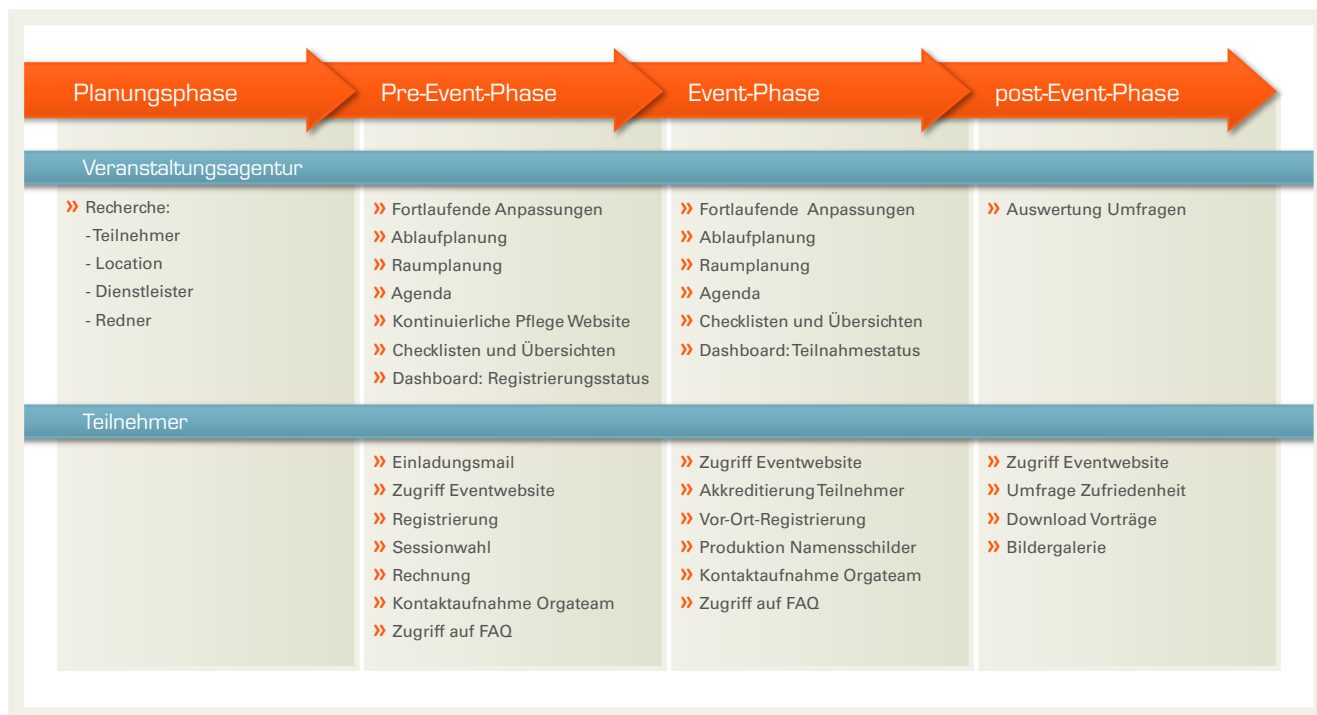 Planungsphase
Pre-Event-Phase
Event-Phase
post-Event-Phase
Veranstaltungsagentur
» Recherche:
- Teilnehmer
- Location
- Dienstleister
- Redner
» Fortlaufende Anpassungen
» Ablaufplanung
» Raumplanung
» Agenda
» Kontinuierliche Pflege Website
» Checklisten und Übersichten
» Dashboard: Registrierungsstatus
» Fortlaufende Anpassungen
» Ablaufplanung
» Raumplanung
» Agenda
» Checklisten und Übersichten
» Dashboard: Teilnahmestatus
» Auswertung Umfragen
Teilnehmer
» Einladungsmail
» Zugriff Eventwebsite
» Registrierung
» Sessionwahl
» Rechnung
» Kontaktaufnahme Orgateam
» Zugriff auf FAQ
» Zugriff Eventwebsite
» Akkreditierung Teilnehmer
» Vor-Ort-Registrierung
» Produktion Namensschilder
» Kontaktaufnahme Orgateam
» Zugriff auf FAQ
» Zugriff Eventwebsite
» Umfrage Zufriedenheit
» Download Vorträge
» Bildergalerie